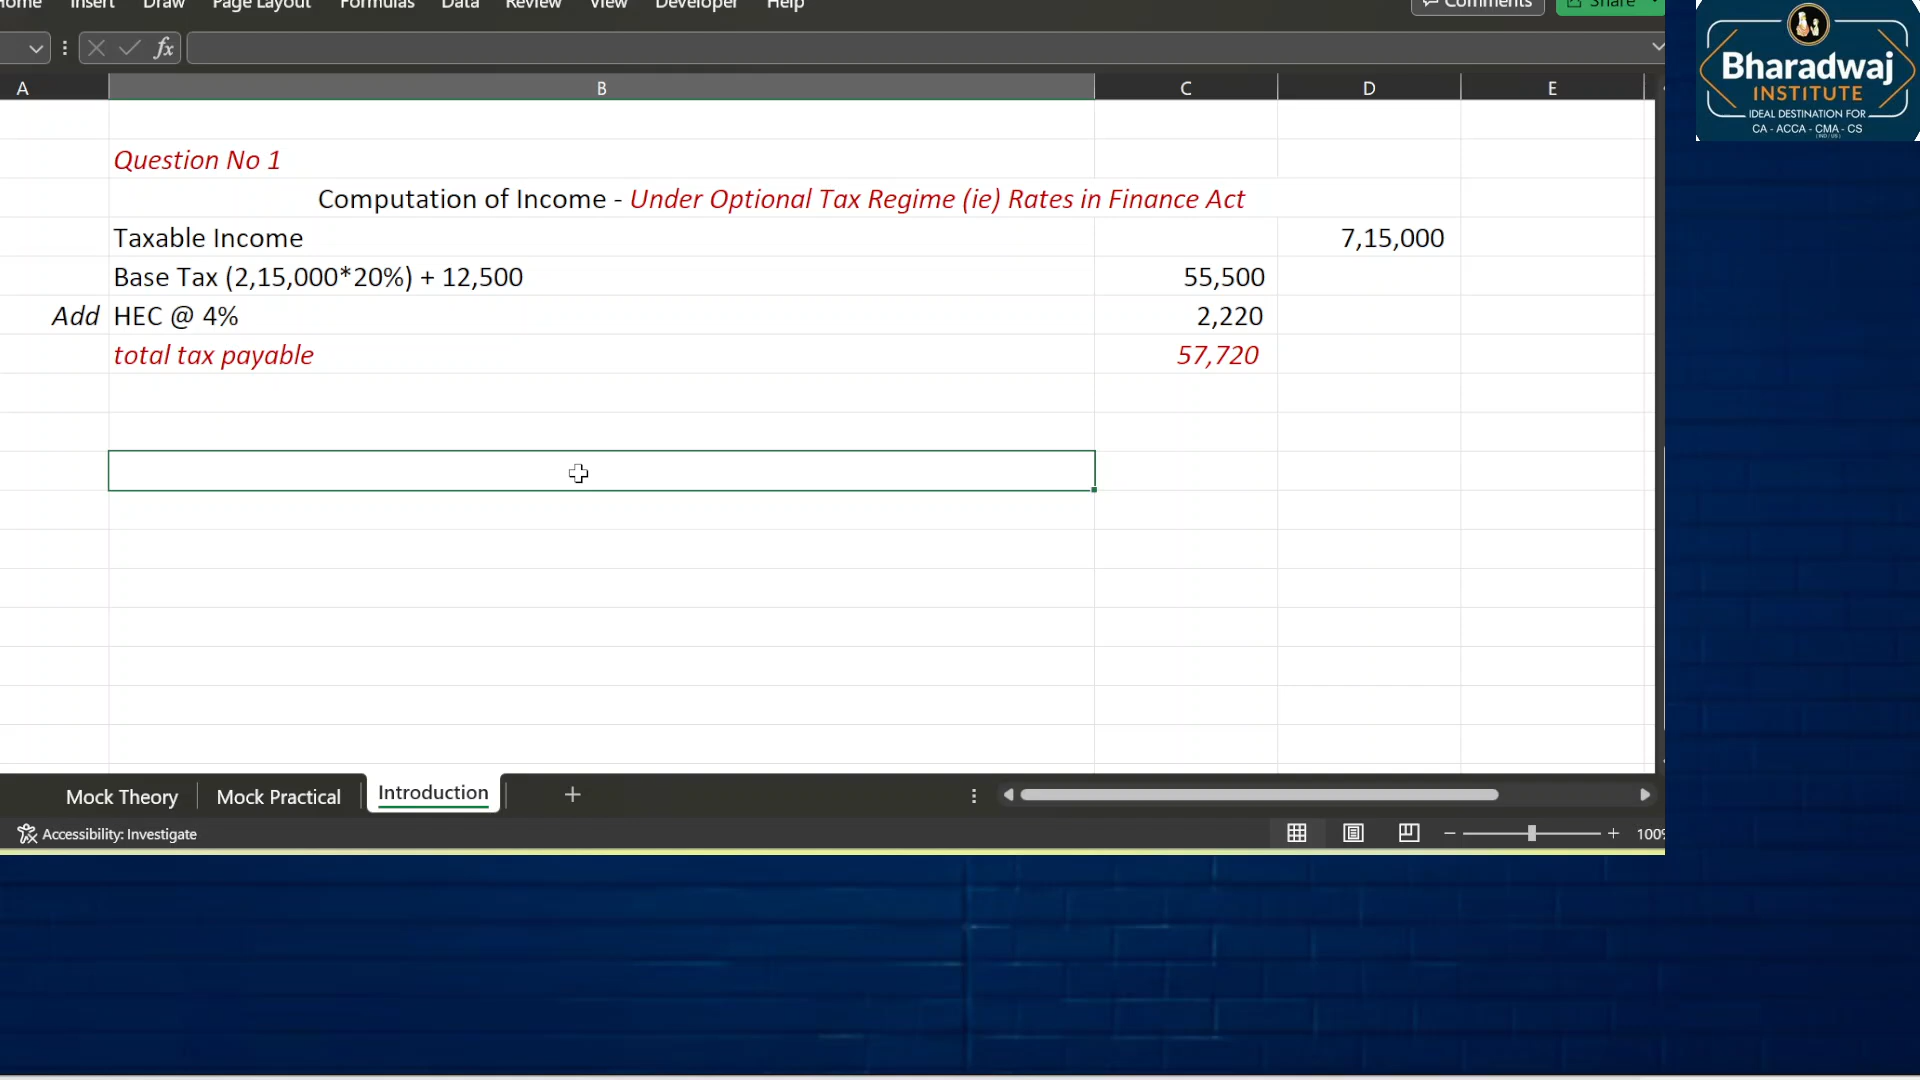 Insert Draw Page Layout Formulas Data Review View Developer Help Comments Share
fx
A B C D E
Question No 1
Computation of Income - Under Optional Tax Regime (ie) Rates in Finance Act
Taxable Income 7,15,000
Base Tax (2,15,000*20%) + 12,500 55,500
Add HEC @ 4% 2,220
total tax payable 57,720
Mock Theory Mock Practical Introduction +
Accessibility: Investigate 100%
Bharadwaj
INSTITUTE
IDEAL DESTINATION FOR
CA - ACCA - CMA - CS